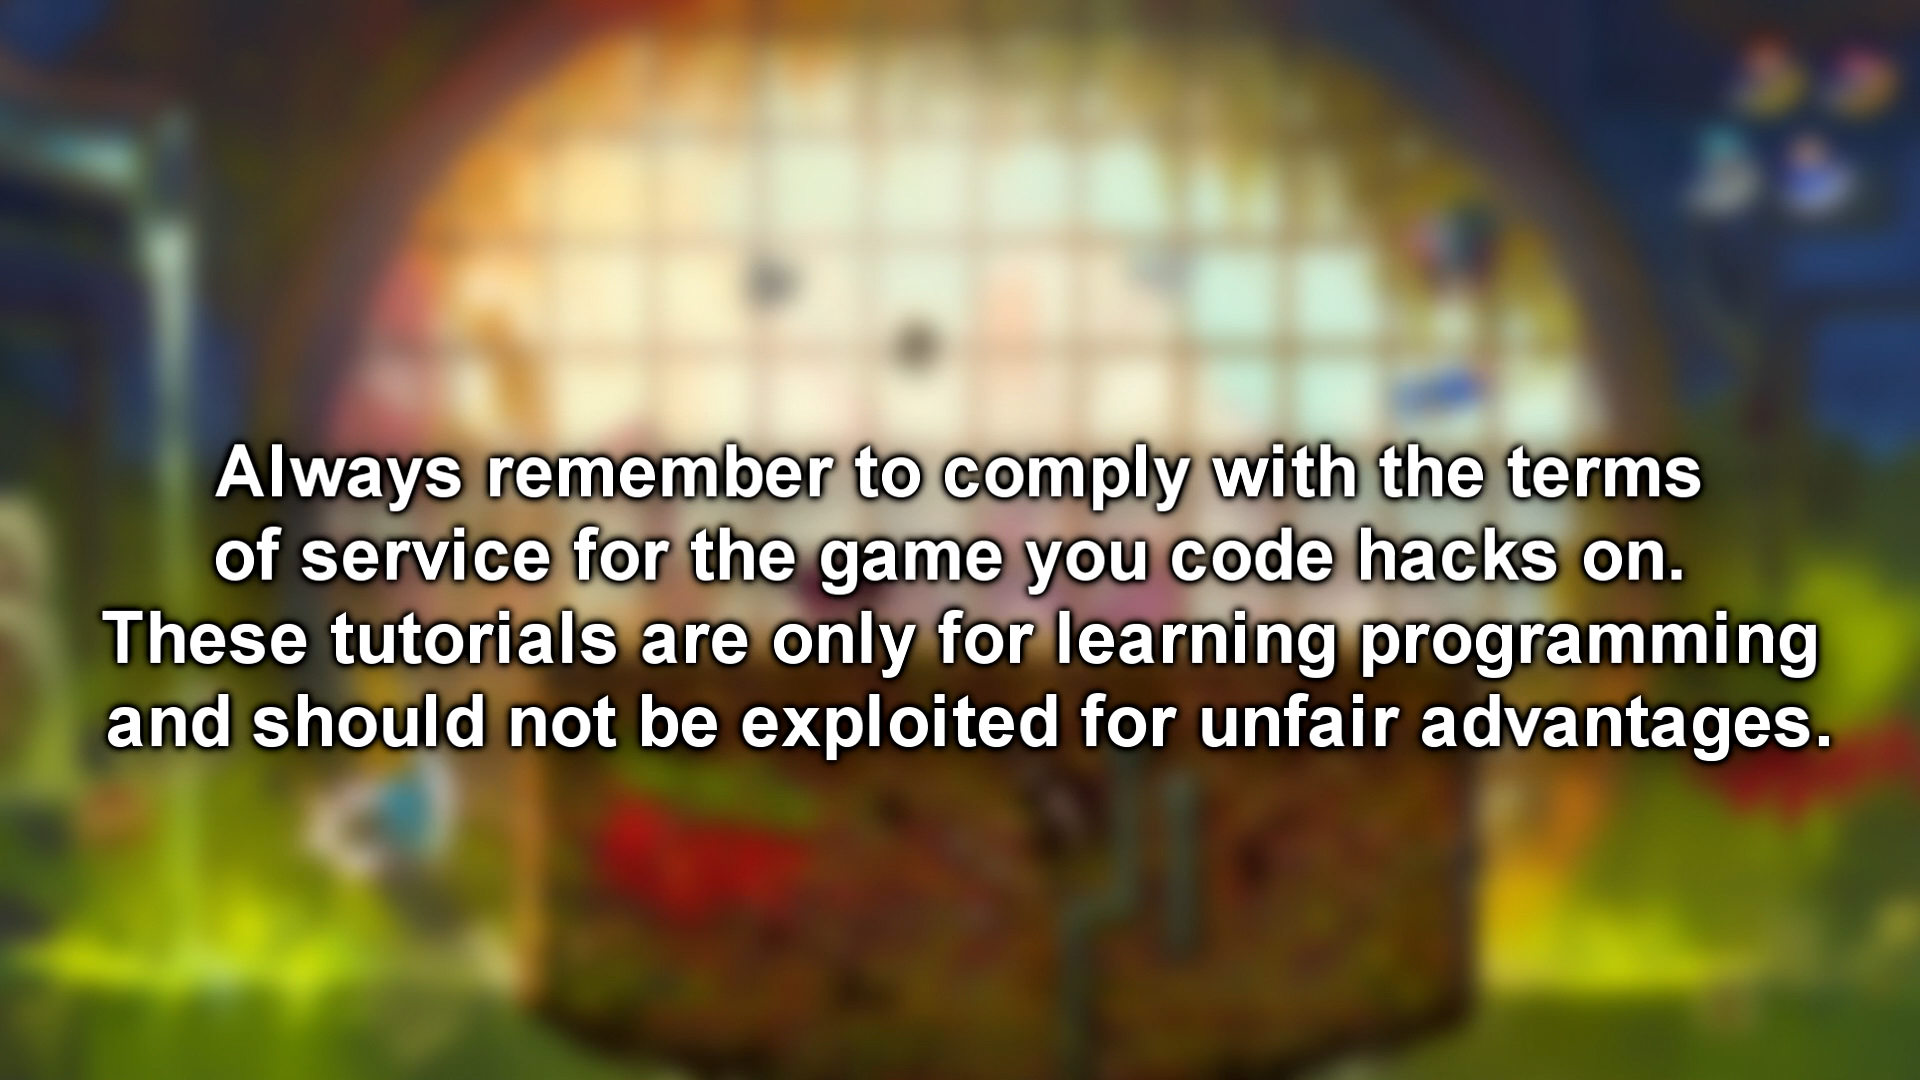 Always remember to comply with the terms
of service for the game you code hacks on.
These tutorials are only for learning programming
and should not be exploited for unfair advantages.